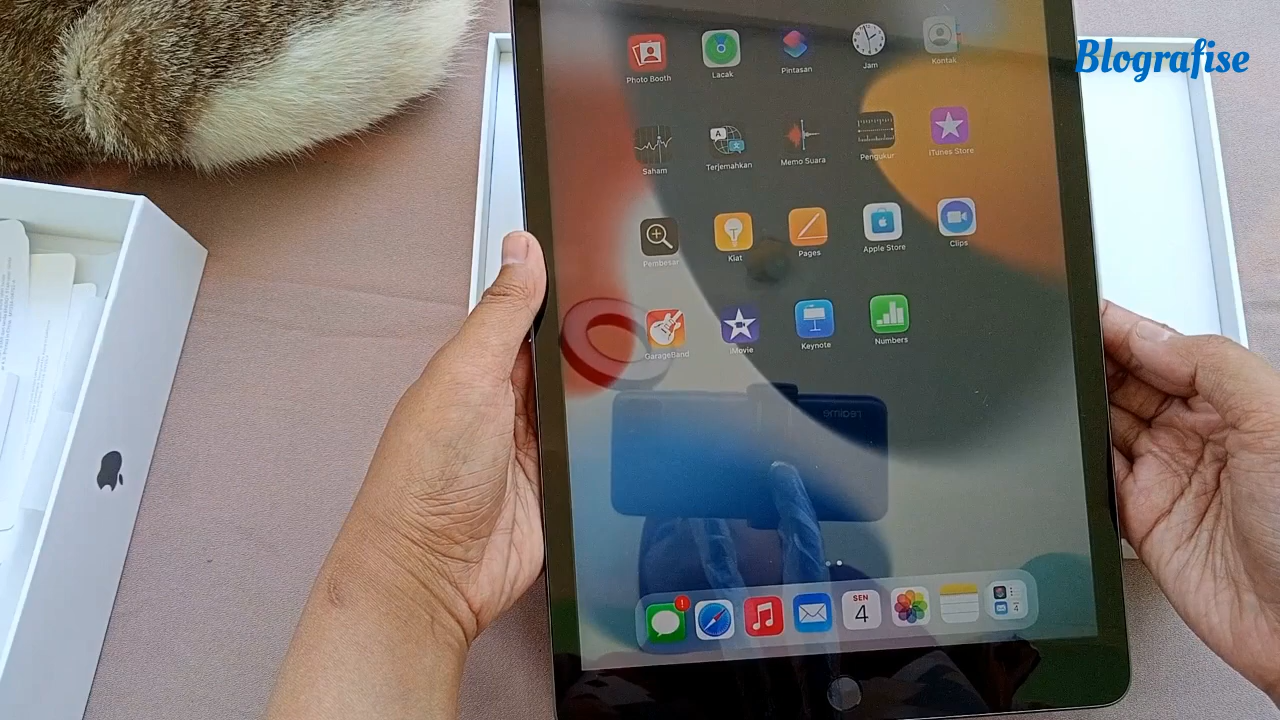 Blografise
Photo Booth
Lacak
Pintasan
Jam
Kontak
Saham
Terjemahkan
Memo Suara
Pengukur
iTunes Store
Pembesar
Kiat
Pages
Apple Store
Clips
GarageBand
iMovie
Keynote
Numbers
realme
SEN
4